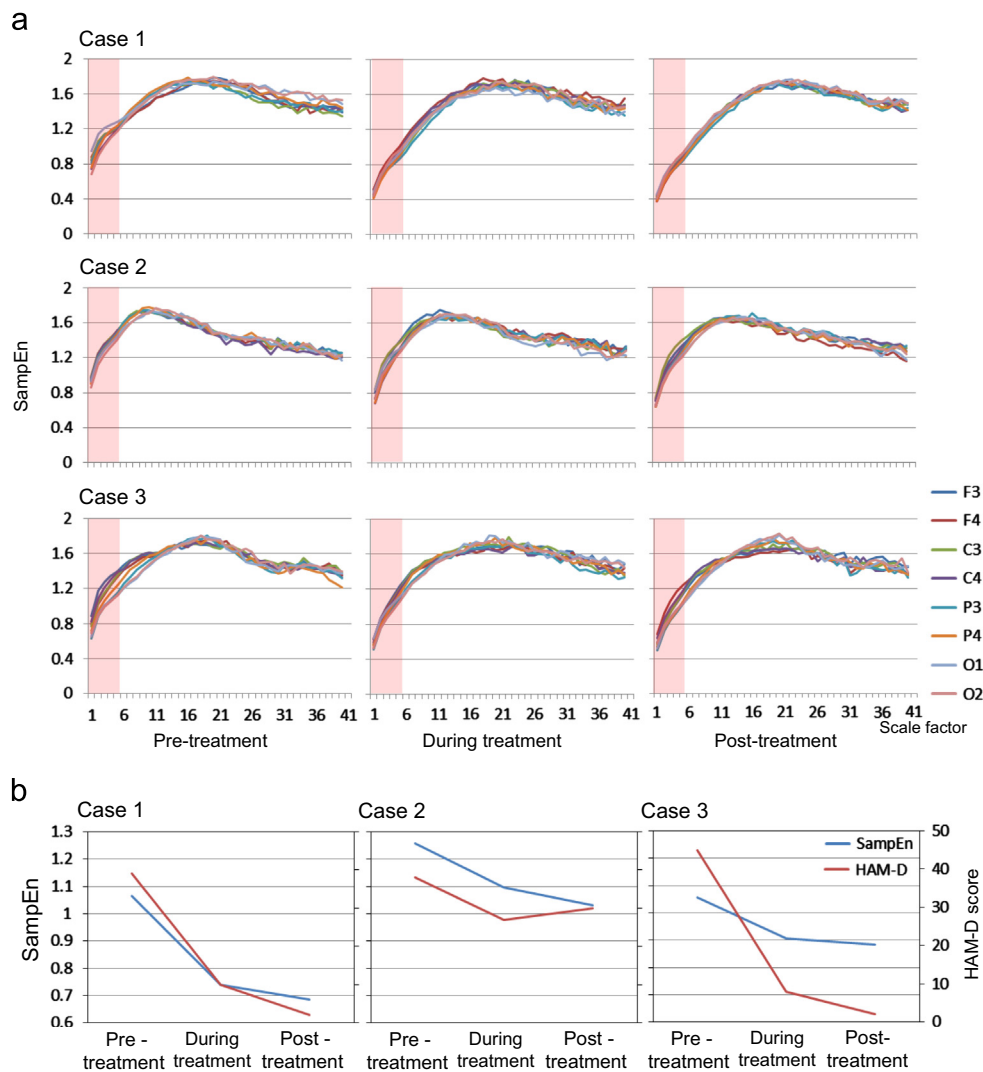 a
Case 1
2
1.6
1.2
0.8
0.4
0
Case 2
2
1.6
1.2
0.8
0.4
0
SampEn
Case 3
2
1.6
1.2
0.8
0.4
0
1 6 11 16 21 26 31 36 41
1 6 11 16 21 26 31 36 41
1 6 11 16 21 26 31 36 41
Pre-treatment
During treatment
Post-treatment
Scale factor
F3
F4
C3
C4
P3
P4
O1
O2
b
Case 1
Case 2
Case 3
1.3
1.2
1.1
1
0.9
0.8
0.7
0.6
SampEn
SampEn
HAM-D
50
40
30
20
10
0
HAM-D score
Pre - During Post -
treatment treatment treatment
Pre - During Post -
treatment treatment treatment
Pre- During Post-
treatment treatment treatment